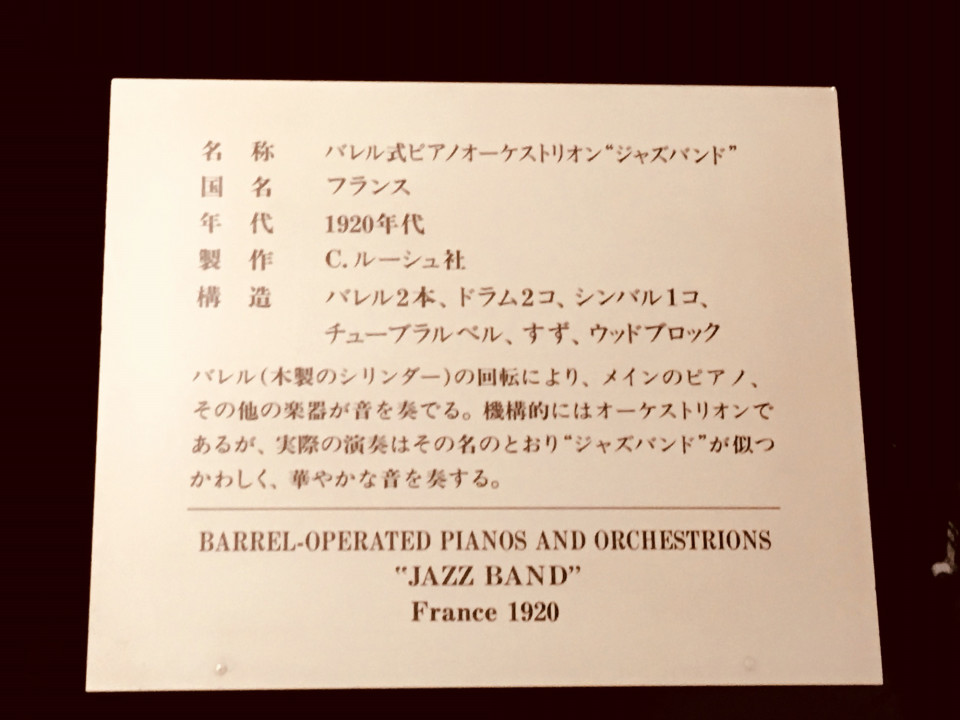 名 称 バレル式ピアノオーケストリオン“ジャズバンド”
国 名 フランス
年 代 1920年代
製 作 C.ルーシュ社
構 造 バレル2本、ドラム2コ、シンバル1コ、
チューブラルベル、すず、ウッドブロック
バレル(木製のシリンダー)の回転により、メインのピアノ、
その他の楽器が音を奏でる。機構的にはオーケストリオンで
あるが、実際の演奏はその名のとおり“ジャズバンド”が似つ
かわしく、華やかな音を奏する。
BARREL-OPERATED PIANOS AND ORCHESTRIONS
“JAZZ BAND”
France 1920